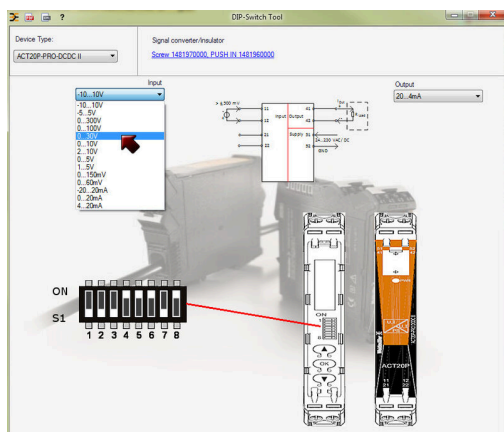 DIP-Switch Tool
?
Device Type:
ACT20P-PRO-DCDC II
Signal converter/insulator
Screw 1481970000, PUSH IN 1481960000
Input
-10...10V
-10...10V
-5...5V
0...300V
0...100V
0...30V
0...10V
2...10V
0...5V
1...5V
0...150mV
0...60mV
-20...20mA
0...20mA
4...20mA
Output
20...4mA
Input Output
Supply
GND
ON
S1
1 2 3 4 5 6 7 8
ON
OK
ACT20P
11 12